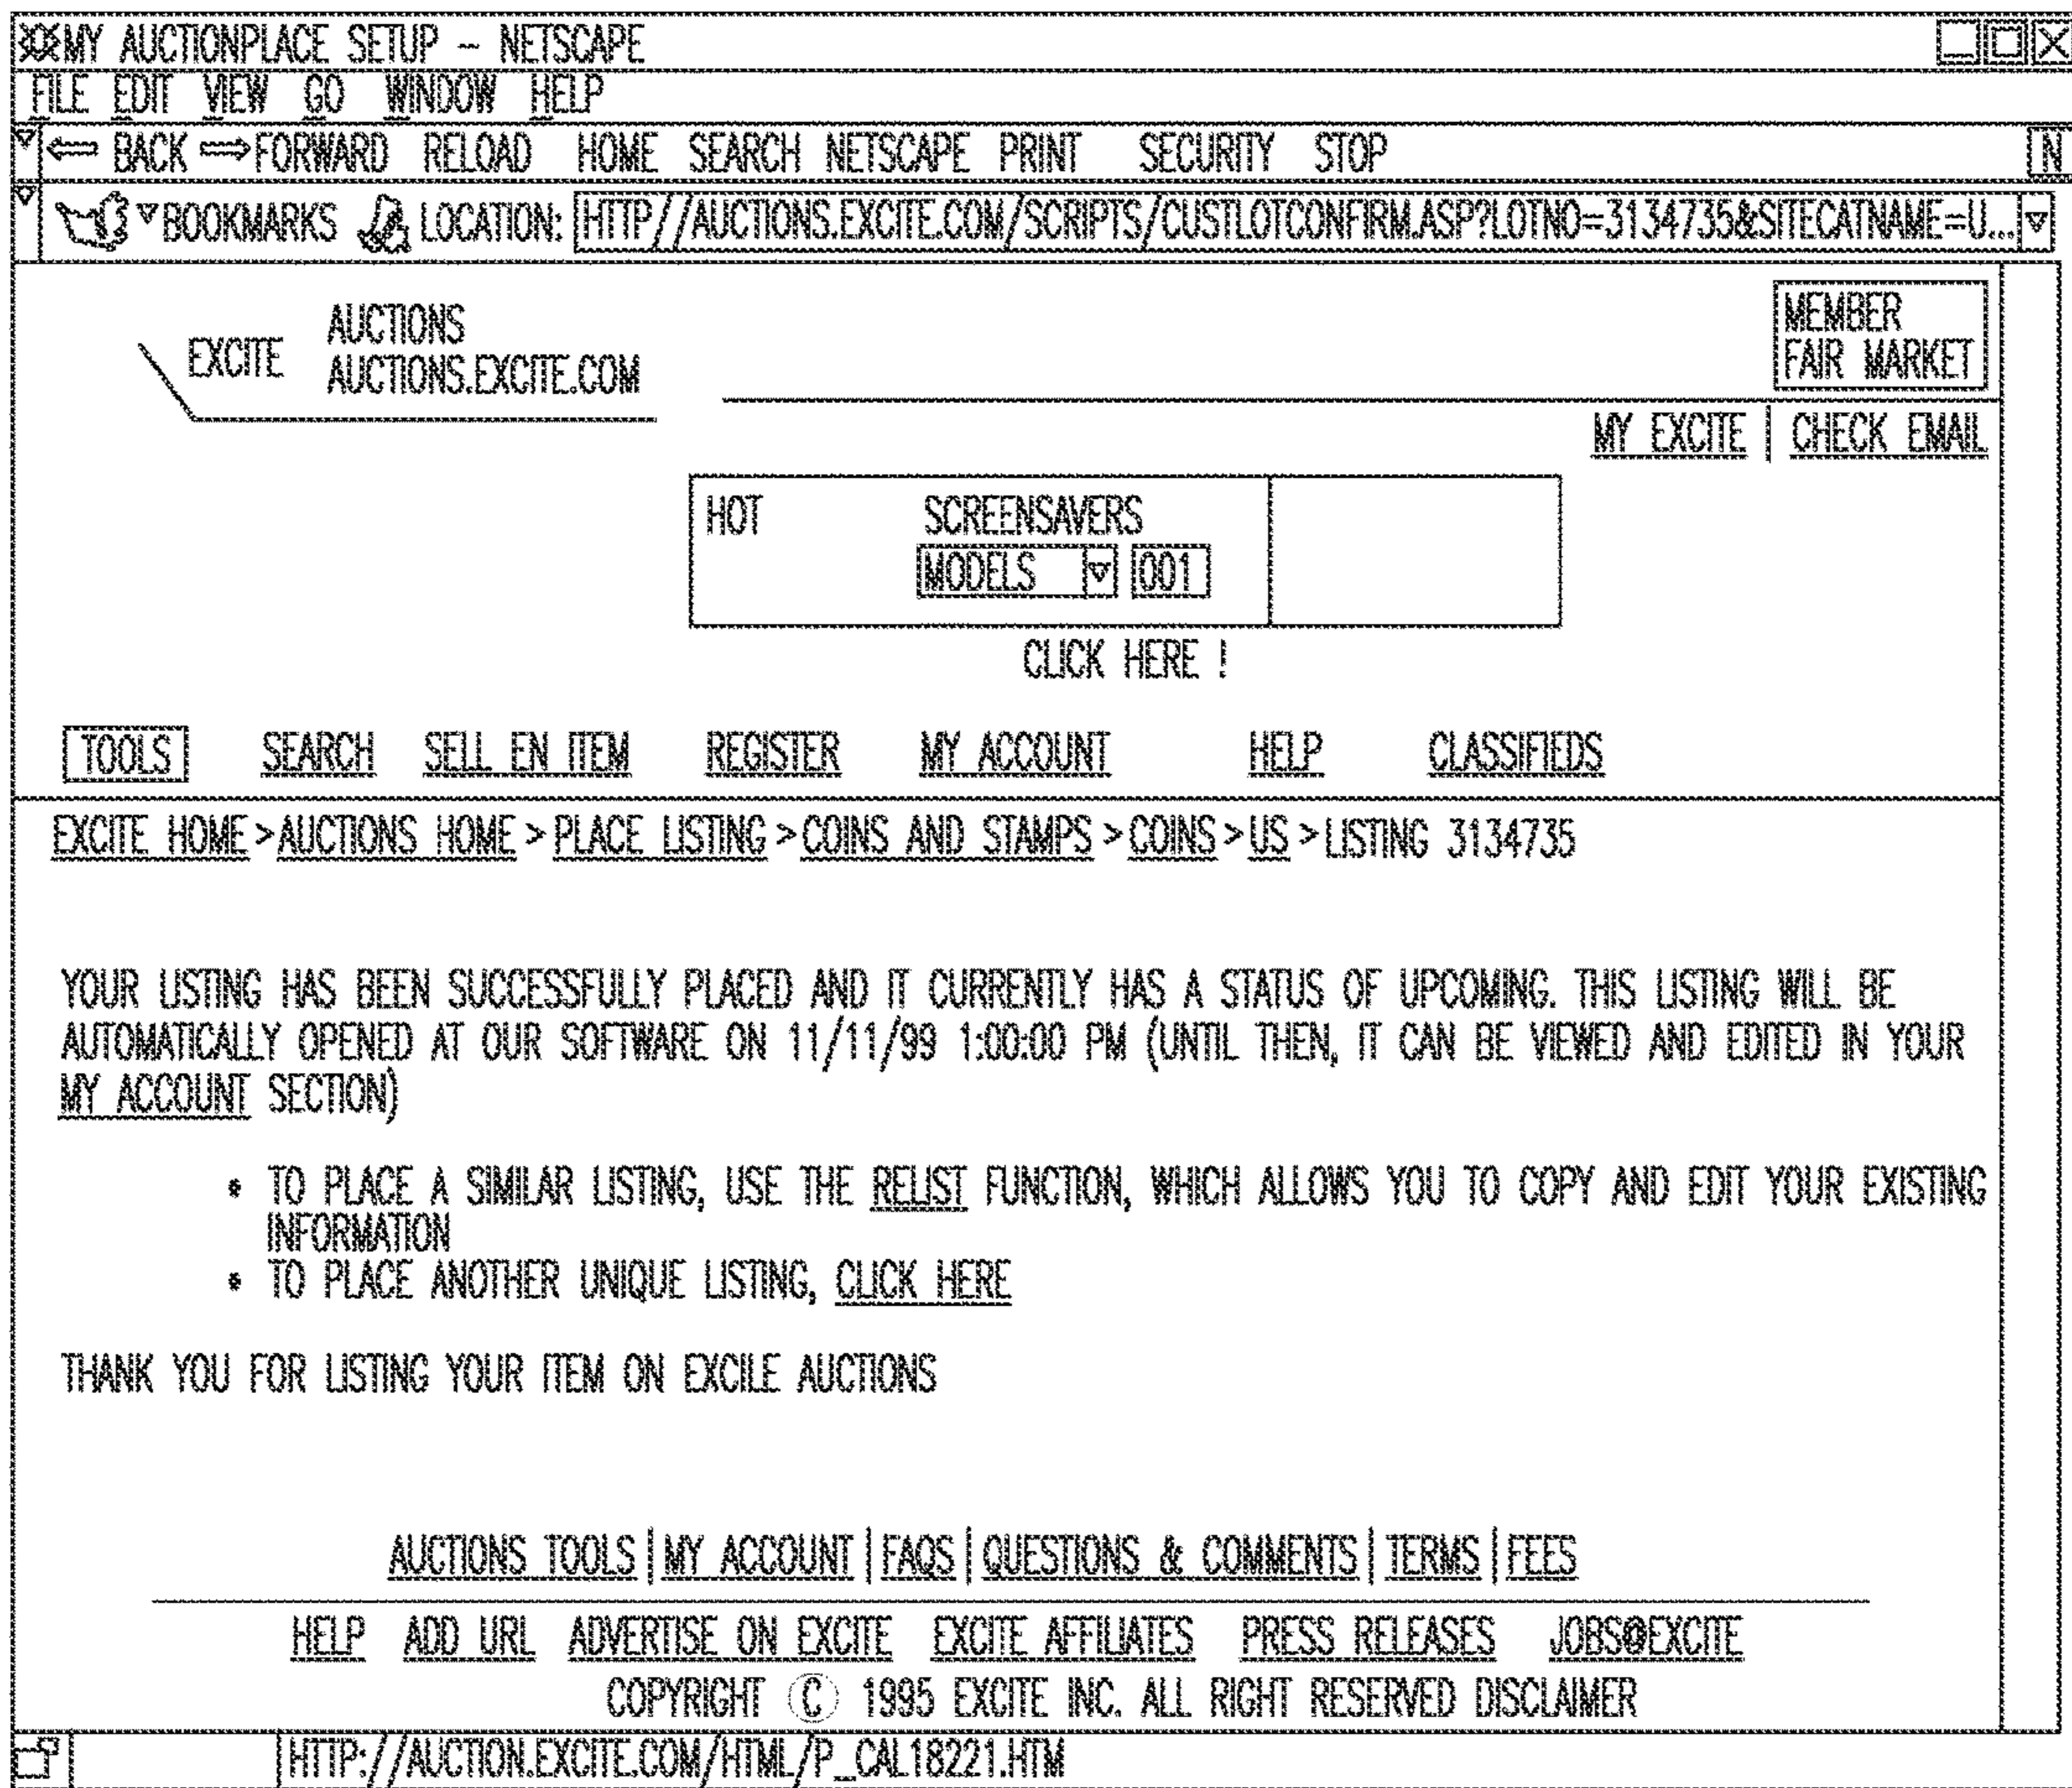 MY AUCTIONPLACE SETUP - NETSCAPE
FILE EDIT VIEW GO WINDOW HELP
BACK FORWARD RELOAD HOME SEARCH NETSCAPE PRINT SECURITY STOP N
BOOKMARKS LOCATION: HTTP//AUCTIONS.EXCITE.COM/SCRIPTS/CUSTLOTCONFIRM.ASP?LOTNO=3134735&SITECATNAME=U...
EXCITE
AUCTIONS
AUCTIONS.EXCITE.COM
MEMBER
FAIR MARKET
MY EXCITE | CHECK EMAIL
HOT SCREENSAVERS
MODELS 001
CLICK HERE !
TOOLS SEARCH SELL EN ITEM REGISTER MY ACCOUNT HELP CLASSIFIEDS
EXCITE HOME > AUCTIONS HOME > PLACE LISTING > COINS AND STAMPS > COINS > US > LISTING 3134735
YOUR LISTING HAS BEEN SUCCESSFULLY PLACED AND IT CURRENTLY HAS A STATUS OF UPCOMING. THIS LISTING WILL BE
AUTOMATICALLY OPENED AT OUR SOFTWARE ON 11/11/99 1:00:00 PM (UNTIL THEN, IT CAN BE VIEWED AND EDITED IN YOUR
MY ACCOUNT SECTION)
• TO PLACE A SIMILAR LISTING, USE THE RELIST FUNCTION, WHICH ALLOWS YOU TO COPY AND EDIT YOUR EXISTING
INFORMATION
• TO PLACE ANOTHER UNIQUE LISTING, CLICK HERE
THANK YOU FOR LISTING YOUR ITEM ON EXCILE AUCTIONS
AUCTIONS TOOLS | MY ACCOUNT | FAQS | QUESTIONS & COMMENTS | TERMS | FEES
HELP ADD URL ADVERTISE ON EXCITE EXCITE AFFILIATES PRESS RELEASES JOBS@EXCITE
COPYRIGHT © 1995 EXCITE INC. ALL RIGHT RESERVED DISCLAIMER
HTTP://AUCTION.EXCITE.COM/HTML/P_CAL18221.HTM